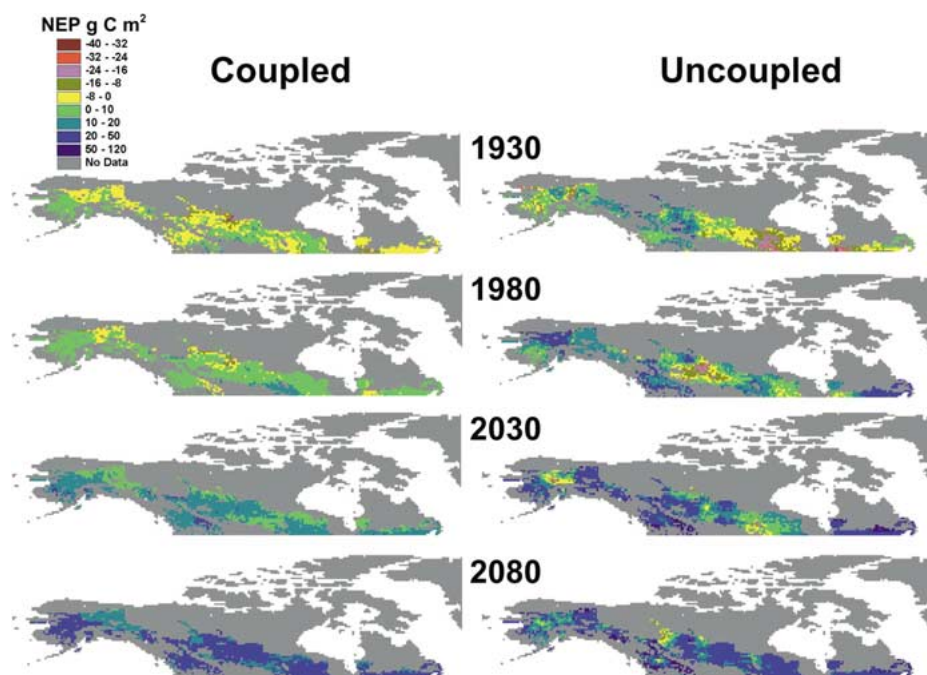 NEP g C m²
-40 - -32
-32 - -24
-24 - -16
-16 - -8
-8 - 0
0 - 10
10 - 20
20 - 50
50 - 120
No Data
Coupled
Uncoupled
1930
1980
2030
2080